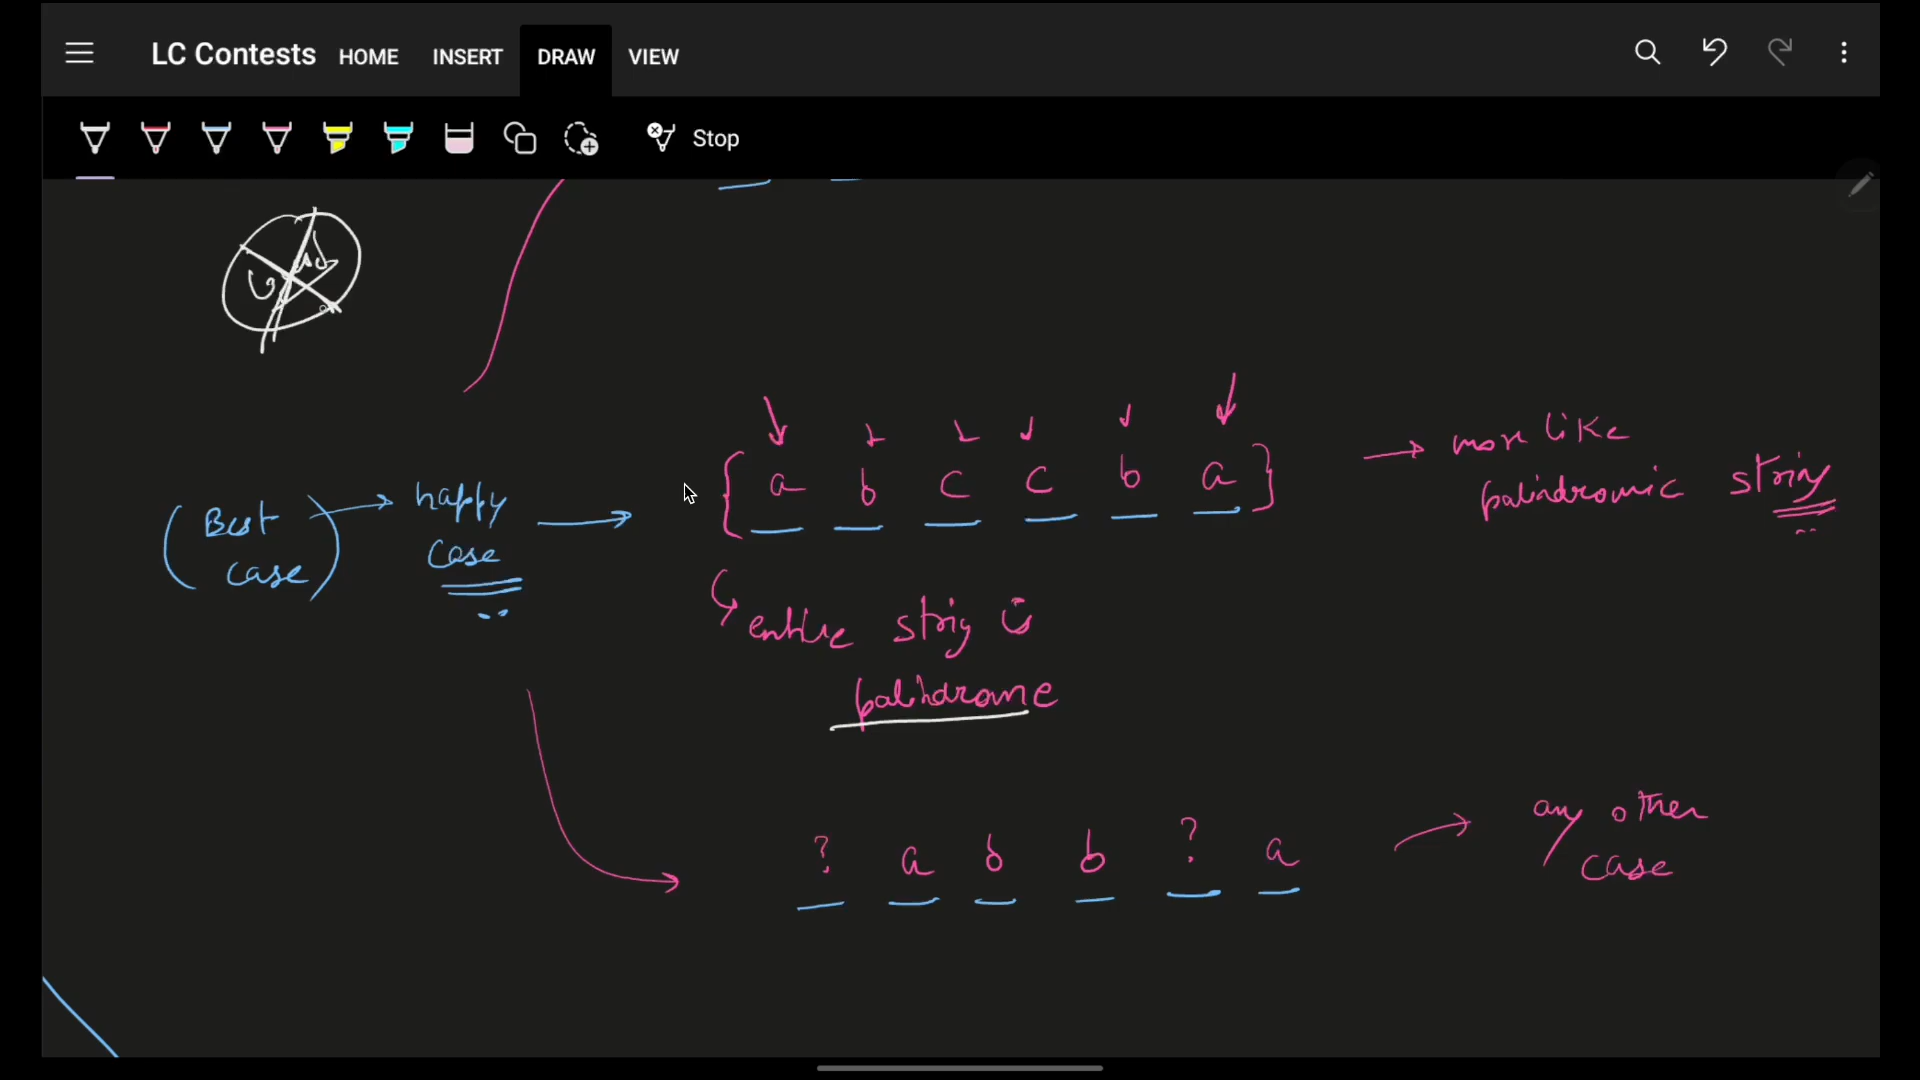 LC Contests HOME INSERT DRAW VIEW
Stop
a b c c b a
more like
palindromic string
(Best
case)
happy
case
entire string is
palindrome
? a b b ? a
any other
case